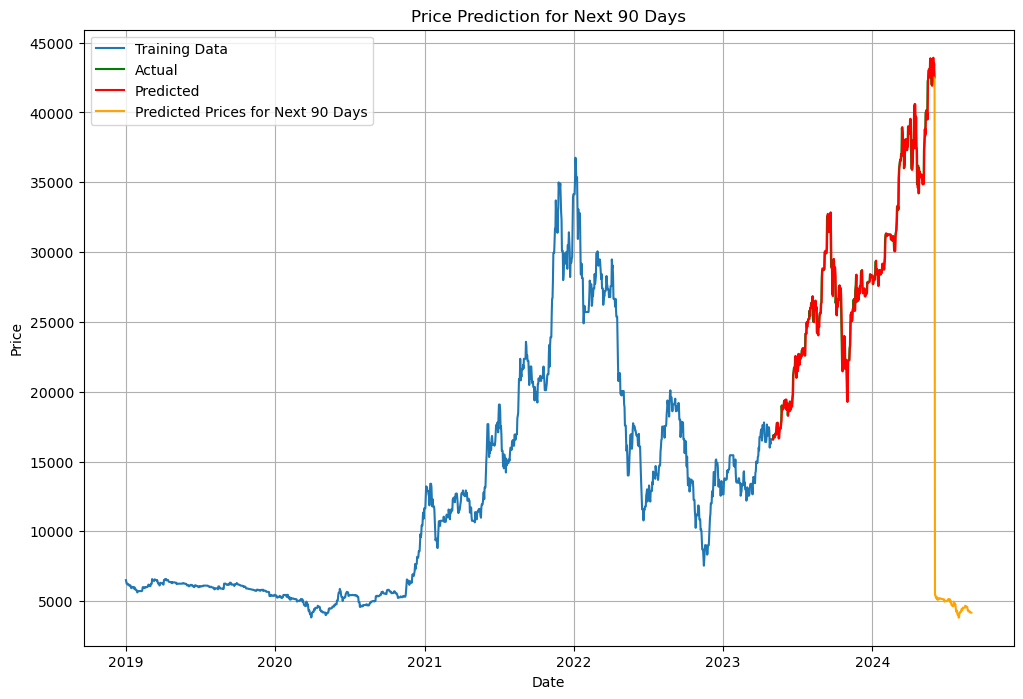 Price Prediction for Next 90 Days
Training Data
Actual
Predicted
Predicted Prices for Next 90 Days
45000
40000
35000
30000
25000
20000
15000
10000
5000
Price
2019
2020
2021
2022
2023
2024
Date